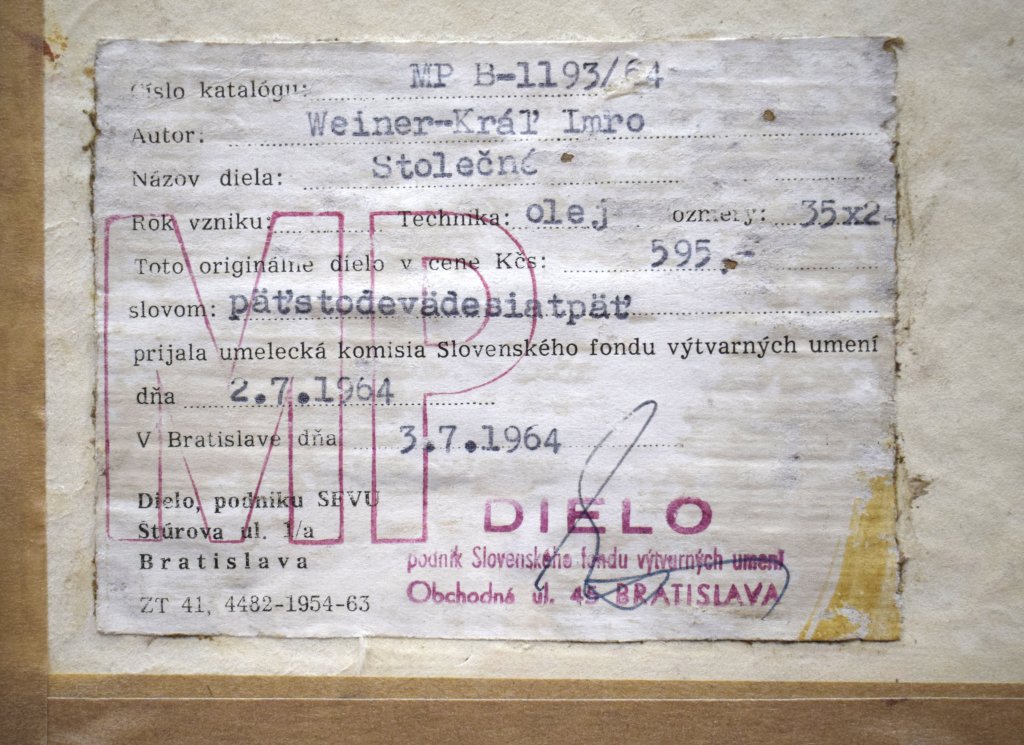 Číslo katalógu: MP B-1193/64
Autor: Weiner-Kráľ Imro
Názov diela: Stolečné
Rok vzniku: Technika: olej ozmery: 35x2
Toto originálne dielo v cene Kčs: 595,-
slovom: päťstodevädesiatpäť
prijala umelecká komisia Slovenského fondu výtvarných umení
dňa 2.7.1964
V Bratislave dňa 3.7.1964
MP
Dielo, podniku SFVU
Štúrova ul. 1/a
Bratislava
ZT 41, 4482-1954-63
DIELO
podnik Slovenského fondu výtvarných umení
Obchodná ul. 45 BRATISLAVA